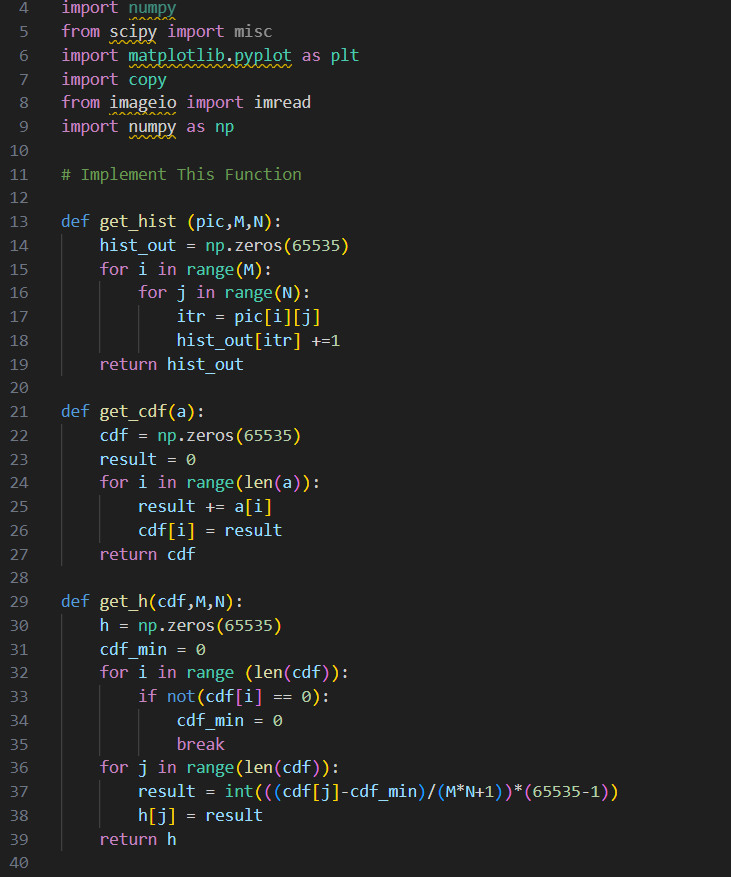 4 import numpy
5 from scipy import misc
6 import matplotlib.pyplot as plt
7 import copy
8 from imageio import imread
9 import numpy as np
10
11 # Implement This Function
12
13 def get_hist (pic,M,N):
14     hist_out = np.zeros(65535)
15     for i in range(M):
16         for j in range(N):
17             itr = pic[i][j]
18             hist_out[itr] +=1
19     return hist_out
20
21 def get_cdf(a):
22     cdf = np.zeros(65535)
23     result = 0
24     for i in range(len(a)):
25         result += a[i]
26         cdf[i] = result
27     return cdf
28
29 def get_h(cdf,M,N):
30     h = np.zeros(65535)
31     cdf_min = 0
32     for i in range (len(cdf)):
33         if not(cdf[i] == 0):
34             cdf_min = 0
35             break
36     for j in range(len(cdf)):
37         result = int(((cdf[j]-cdf_min)/(M*N+1))*(65535-1))
38         h[j] = result
39     return h
40